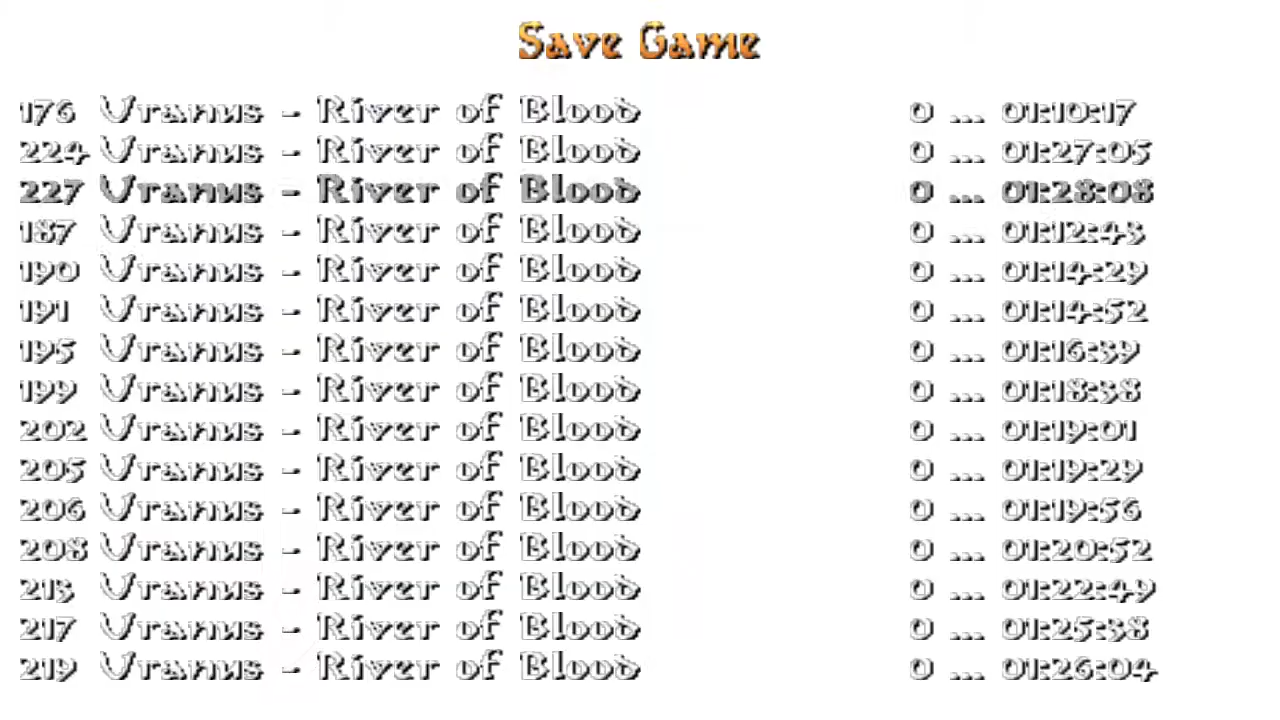 Save Game
176 Uranus - River of Blood 0 ... 01:10:17
224 Uranus - River of Blood 0 ... 01:27:05
227 Uranus - River of Blood 0 ... 01:28:08
187 Uranus - River of Blood 0 ... 01:12:43
190 Uranus - River of Blood 0 ... 01:14:29
191 Uranus - River of Blood 0 ... 01:14:52
195 Uranus - River of Blood 0 ... 01:16:39
199 Uranus - River of Blood 0 ... 01:18:38
202 Uranus - River of Blood 0 ... 01:19:01
205 Uranus - River of Blood 0 ... 01:19:29
206 Uranus - River of Blood 0 ... 01:19:56
208 Uranus - River of Blood 0 ... 01:20:52
213 Uranus - River of Blood 0 ... 01:22:49
217 Uranus - River of Blood 0 ... 01:25:38
219 Uranus - River of Blood 0 ... 01:26:04